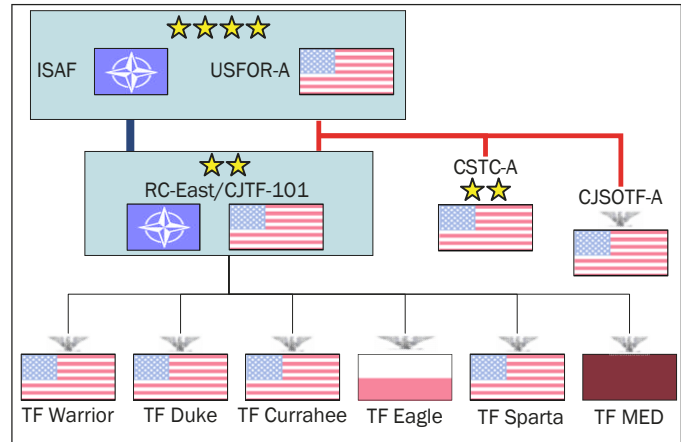 ISAF
USFOR-A
RC-East/CJTF-101
CSTC-A
CJSOTF-A
TF Warrior
TF Duke
TF Currahee
TF Eagle
TF Sparta
TF MED